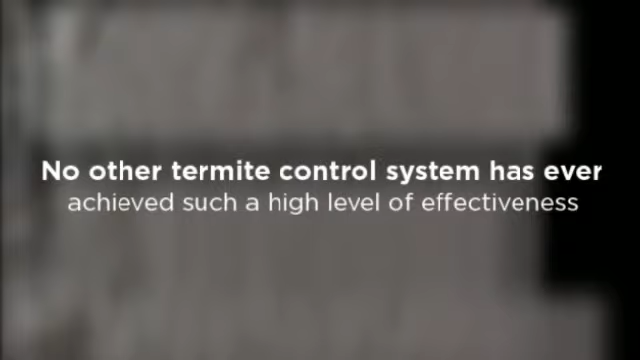 No other termite control system has ever
achieved such a high level of effectiveness